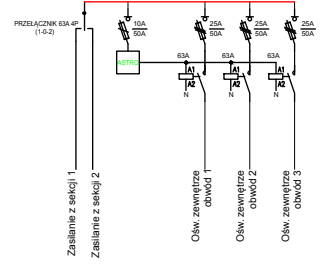 PRZEŁĄCZNIK 63A 4P
(1-0-2)
10A
50A
25A
50A
25A
50A
25A
50A
ASTRO
63A
63A
63A
A1
A2
N
A1
A2
N
A1
A2
N
Zasilanie z sekcji 1
Zasilanie z sekcji 2
Ośw. zewnętrze
obwód 1
Ośw. zewnętrze
obwód 2
Ośw. zewnętrze
obwód 3